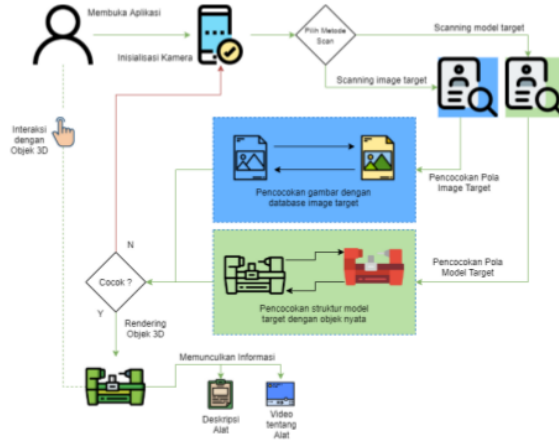 Membuka Aplikasi
Inisialisasi Kamera
Pilih Metode
Scan
Scanning model target
Scanning image target
Interaksi
dengan
Objek 3D
Pencocokan gambar dengan
database image target
Pencocokan Pola
Image Target
N
Cocok ?
Y
Pencocokan struktur model
target dengan objek nyata
Pencocokan Pola
Model Target
Rendering
Objek 3D
Memunculkan Informasi
Deskripsi
Alat
Video
tentang
Alat